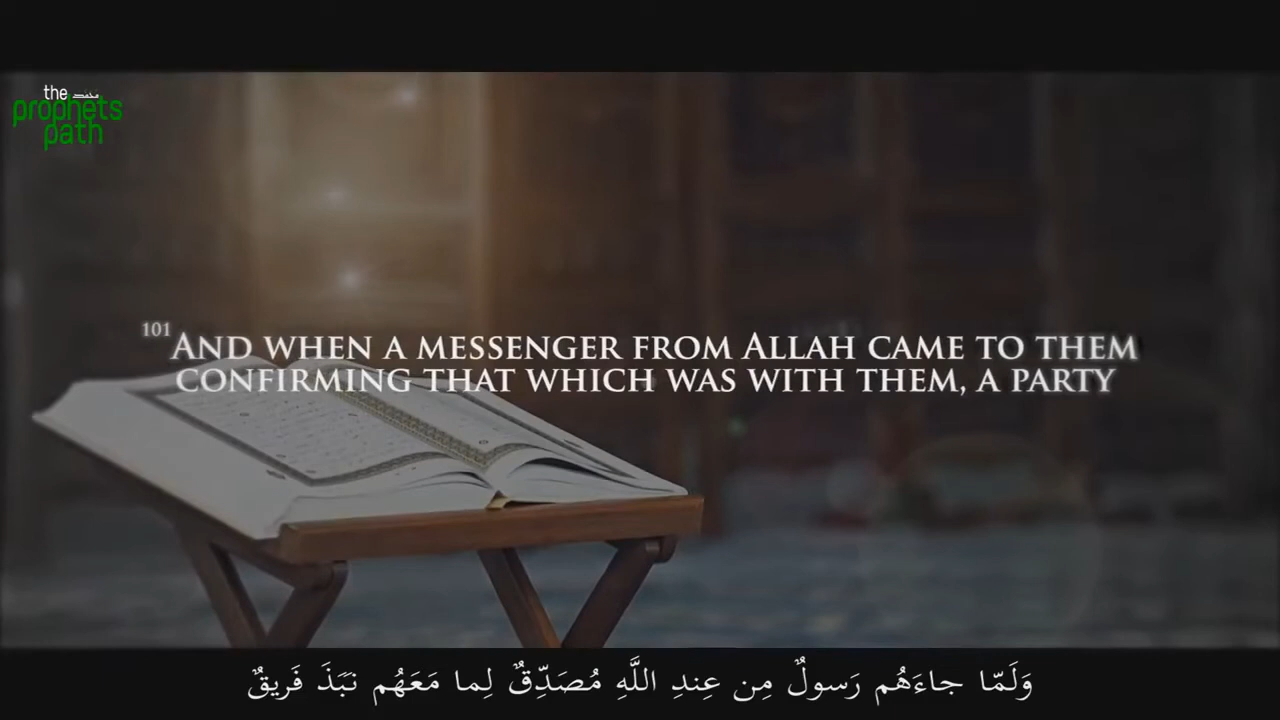 the محمد
prophets
path
101 And when a messenger from Allah came to them
confirming that which was with them, a party
وَلَمّا جاءَهُم رَسولٌ مِن عِندِ اللَّهِ مُصَدِّقٌ لِما مَعَهُم نَبَذَ فَريقٌ